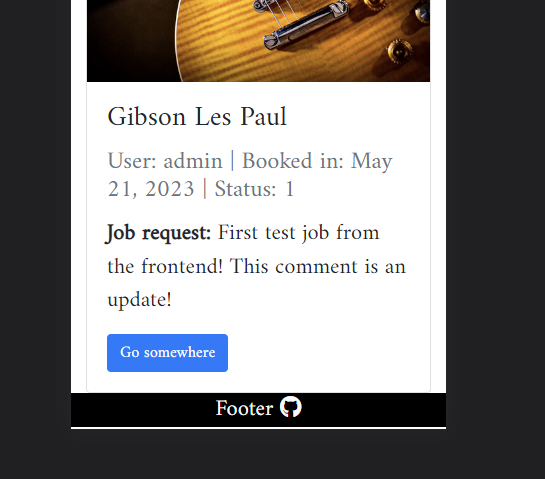 Gibson Les Paul
User: admin | Booked in: May
21, 2023 | Status: 1
Job request: First test job from
the frontend! This comment is an
update!
Go somewhere
Footer